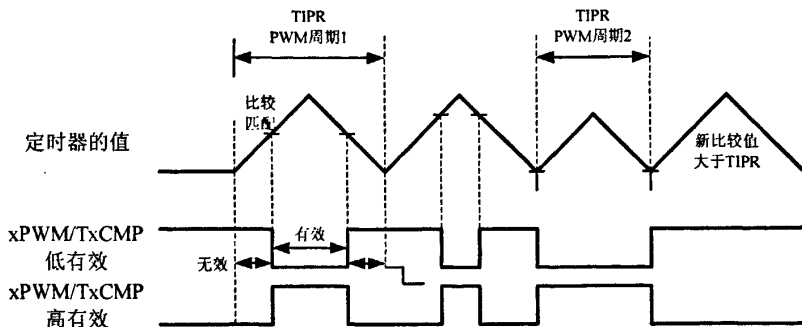 T1PR
PWM周期1
T1PR
PWM周期2
比较
匹配
定时器的值
新比较值
大于T1PR
xPWM/TxCMP
低有效
有效
无效
xPWM/TxCMP
高有效